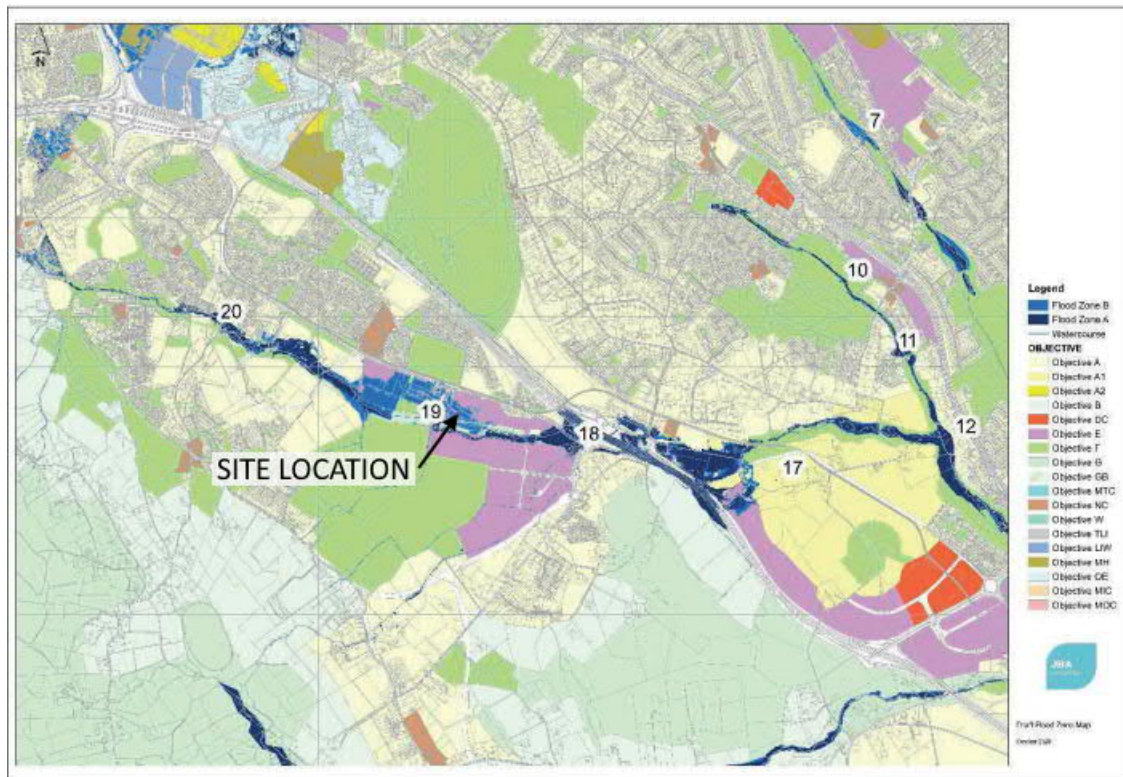 N
7
10
20
11
19
12
18
17
SITE LOCATION
Legend
Flood Zone B
Flood Zone A
Watercourse
OBJECTIVE
Objective A
Objective A1
Objective A2
Objective B
Objective DC
Objective E
Objective F
Objective G
Objective GB
Objective MTC
Objective NC
Objective W
Objective TLI
Objective LIW
Objective MH
Objective OE
Objective MIC
Objective MOC
JBA
Draft Flood Zone Map